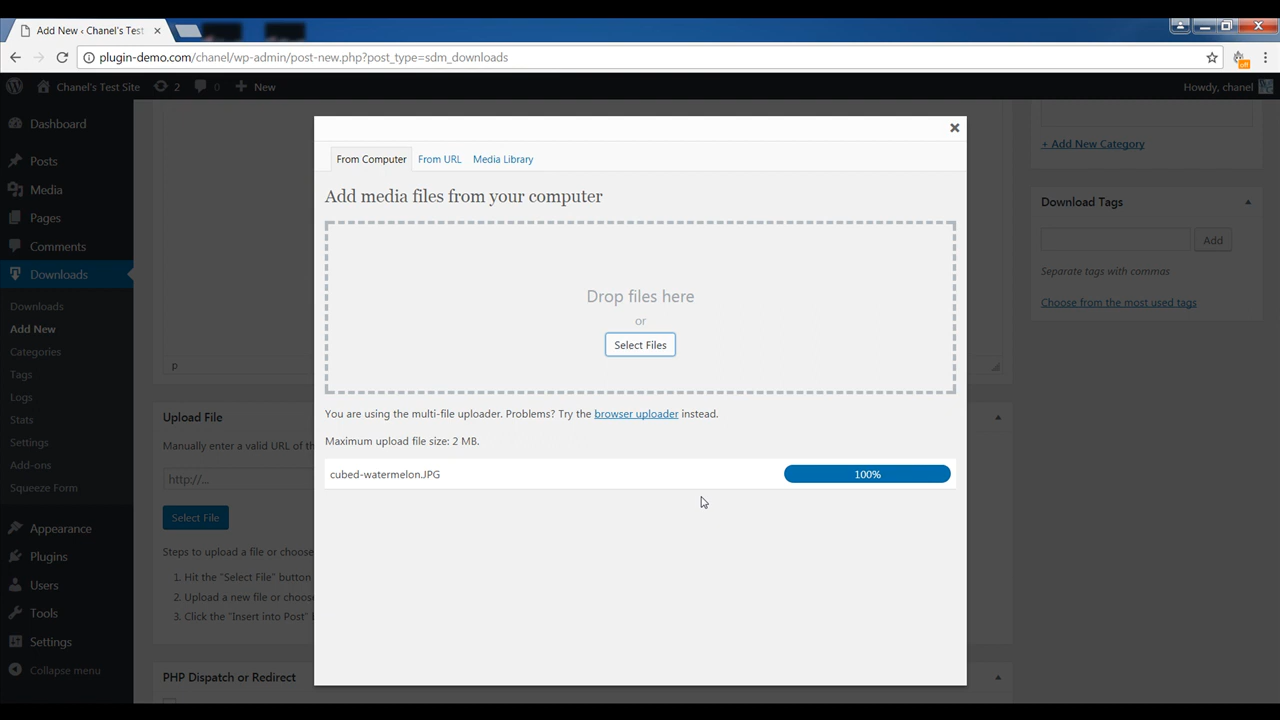 Add New ‹ Chanel's Test
plugin-demo.com/chanel/wp-admin/post-new.php?post_type=sdm_downloads
off
Chanel's Test Site
2
0
New
Howdy, chanel
Dashboard
Posts
Media
Pages
Comments
Downloads
Downloads
Add New
Categories
Tags
Logs
Stats
Settings
Add-ons
Squeeze Form
Appearance
Plugins
Users
Tools
Settings
Collapse menu
p
Upload File
Manually enter a valid URL of th
http://...
Select File
Steps to upload a file or choose
1. Hit the "Select File" button
2. Upload a new file or choos
3. Click the "Insert into Post"
PHP Dispatch or Redirect
From Computer
From URL
Media Library
Add media files from your computer
Drop files here
or
Select Files
You are using the multi-file uploader. Problems? Try the browser uploader instead.
Maximum upload file size: 2 MB.
cubed-watermelon.JPG
100%
+ Add New Category
Download Tags
Add
Separate tags with commas
Choose from the most used tags